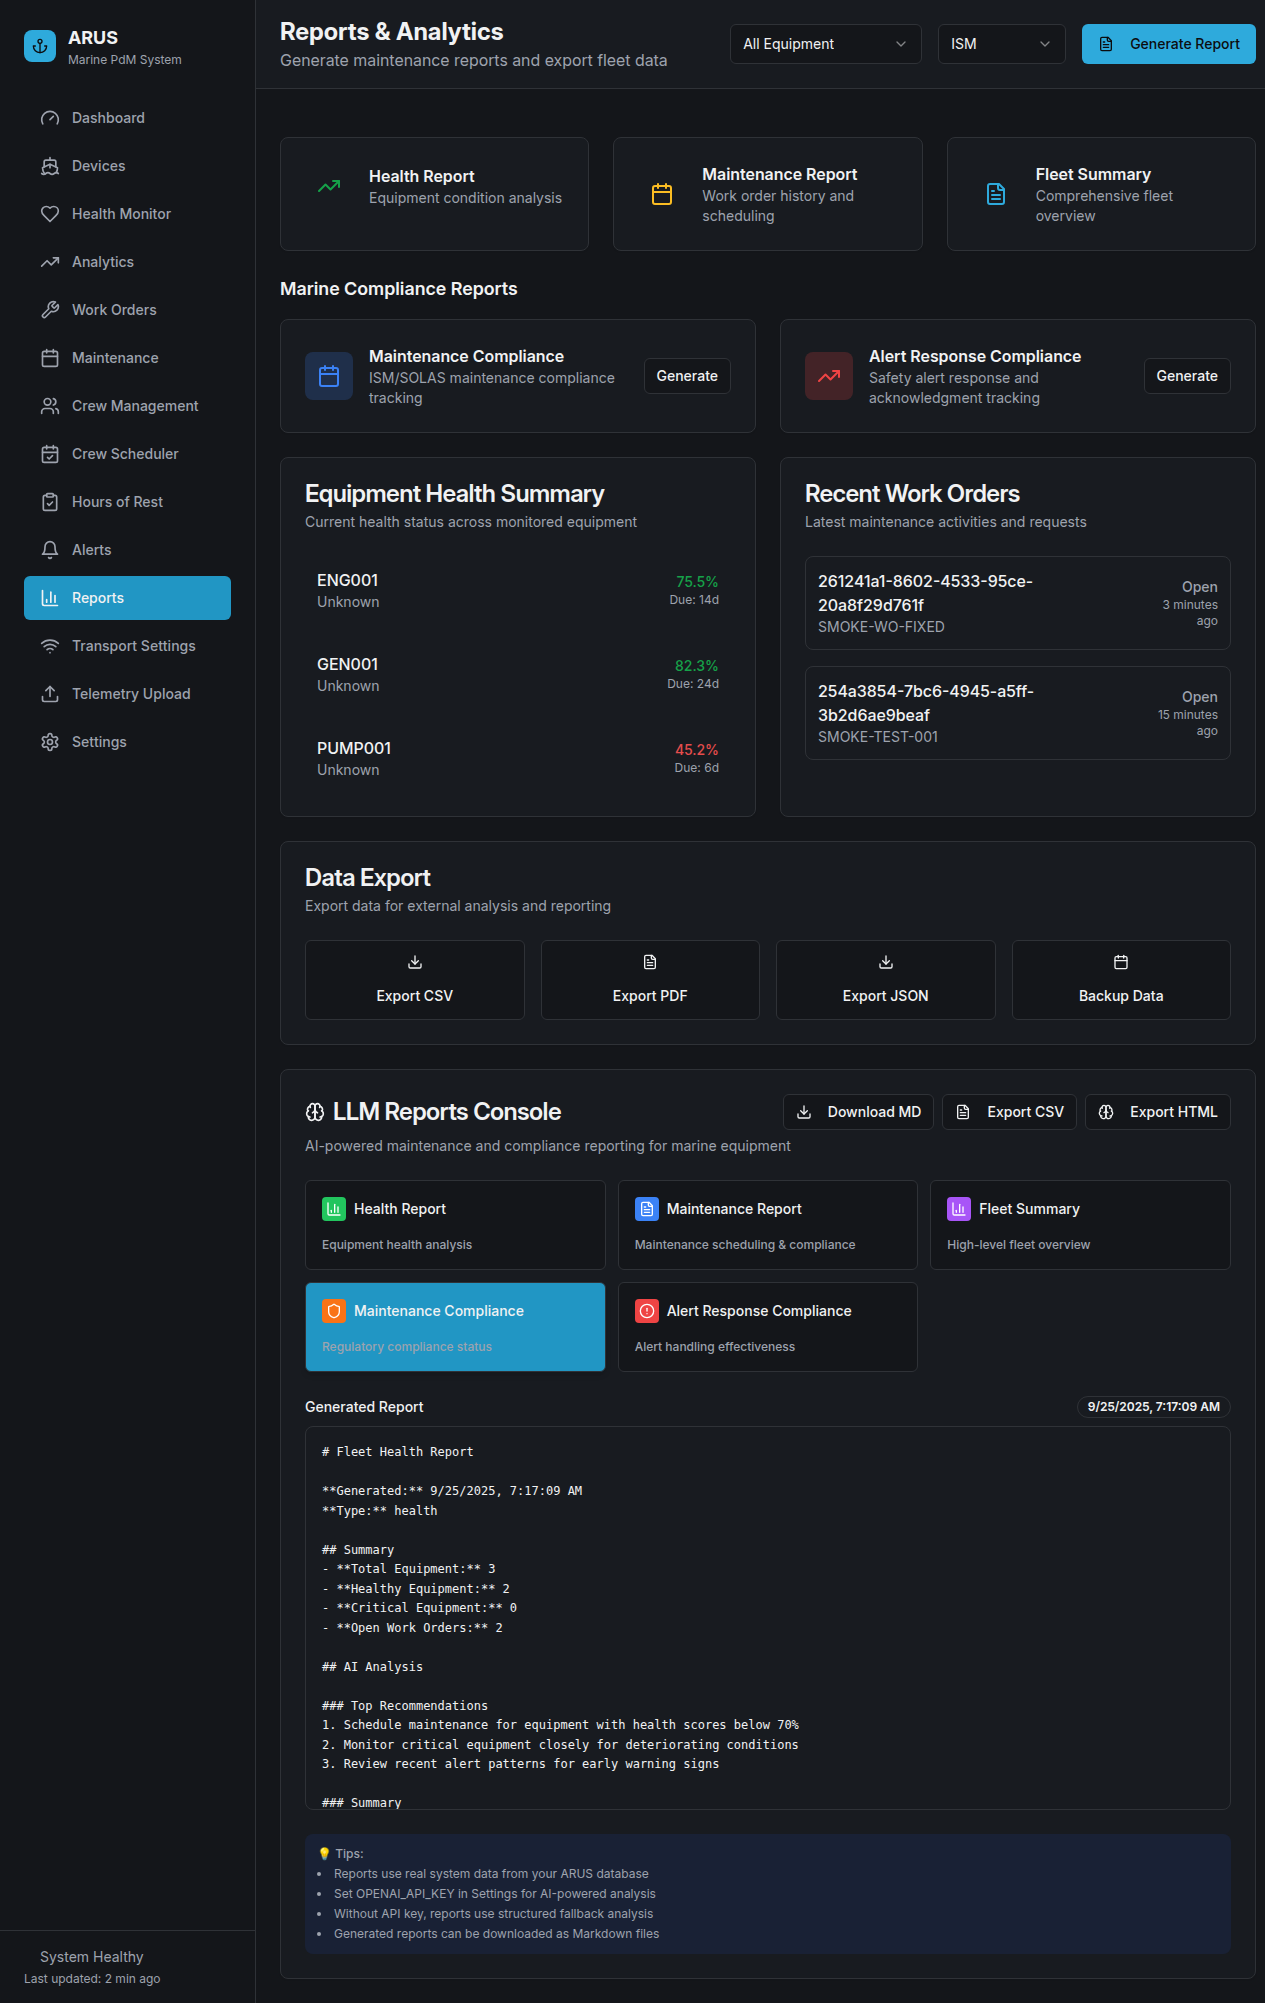 ARUS
Marine PdM System
Dashboard
Devices
Health Monitor
Analytics
Work Orders
Maintenance
Crew Management
Crew Scheduler
Hours of Rest
Alerts
Reports
Transport Settings
Telemetry Upload
Settings
System Healthy
Last updated: 2 min ago
Reports & Analytics
Generate maintenance reports and export fleet data
All Equipment
ISM
Generate Report
Health Report
Equipment condition analysis
Maintenance Report
Work order history and
scheduling
Fleet Summary
Comprehensive fleet
overview
Marine Compliance Reports
Maintenance Compliance
ISM/SOLAS maintenance compliance
tracking
Generate
Alert Response Compliance
Safety alert response and
acknowledgment tracking
Generate
Equipment Health Summary
Current health status across monitored equipment
ENG001
Unknown
75.5%
Due: 14d
GEN001
Unknown
82.3%
Due: 24d
PUMP001
Unknown
45.2%
Due: 6d
Recent Work Orders
Latest maintenance activities and requests
261241a1-8602-4533-95ce-
20a8f29d761f
SMOKE-WO-FIXED
Open
3 minutes
ago
254a3854-7bc6-4945-a5ff-
3b2d6ae9beaf
SMOKE-TEST-001
Open
15 minutes
ago
Data Export
Export data for external analysis and reporting
Export CSV
Export PDF
Export JSON
Backup Data
LLM Reports Console
Download MD
Export CSV
Export HTML
AI-powered maintenance and compliance reporting for marine equipment
Health Report
Equipment health analysis
Maintenance Report
Maintenance scheduling & compliance
Fleet Summary
High-level fleet overview
Maintenance Compliance
Regulatory compliance status
Alert Response Compliance
Alert handling effectiveness
Generated Report
9/25/2025, 7:17:09 AM
# Fleet Health Report
**Generated:** 9/25/2025, 7:17:09 AM
**Type:** health
## Summary
- **Total Equipment:** 3
- **Healthy Equipment:** 2
- **Critical Equipment:** 0
- **Open Work Orders:** 2
## AI Analysis
### Top Recommendations
1. Schedule maintenance for equipment with health scores below 70%
2. Monitor critical equipment closely for deteriorating conditions
3. Review recent alert patterns for early warning signs
### Summary
💡 Tips:
• Reports use real system data from your ARUS database
• Set OPENAI_API_KEY in Settings for AI-powered analysis
• Without API key, reports use structured fallback analysis
• Generated reports can be downloaded as Markdown files